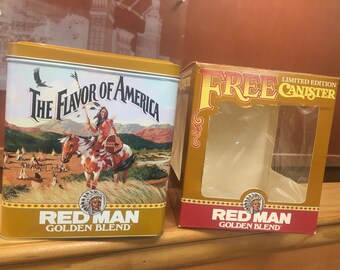 THE FLAVOR OF AMERICA
RED MAN
GOLDEN BLEND
FREE
LIMITED EDITION
CANISTER
RED MAN
GOLDEN BLEND